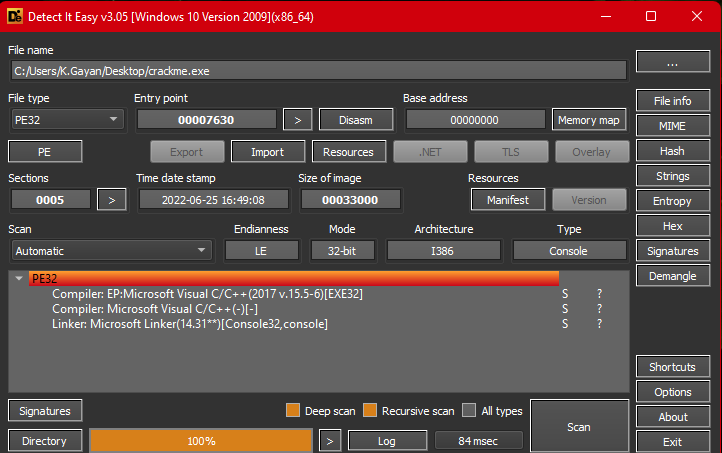 Detect It Easy v3.05 [Windows 10 Version 2009](x86_64)
File name
C:/Users/K.Gayan/Desktop/crackme.exe
...
File type
Entry point
Base address
PE32
00007630
>
Disasm
00000000
Memory map
File info
MIME
PE
Export
Import
Resources
.NET
TLS
Overlay
Hash
Sections
Time date stamp
Size of image
Resources
Strings
0005
>
2022-06-25 16:49:08
00033000
Manifest
Version
Entropy
Scan
Endianness
Mode
Architecture
Type
Hex
Automatic
LE
32-bit
I386
Console
Signatures
PE32
Demangle
Compiler: EP:Microsoft Visual C/C++(2017 v.15.5-6)[EXE32] S ?
Compiler: Microsoft Visual C/C++(-)[-] S ?
Linker: Microsoft Linker(14.31**)[Console32,console] S ?
Shortcuts
Options
Signatures
Deep scan
Recursive scan
All types
Scan
About
Directory
100%
>
Log
84 msec
Exit